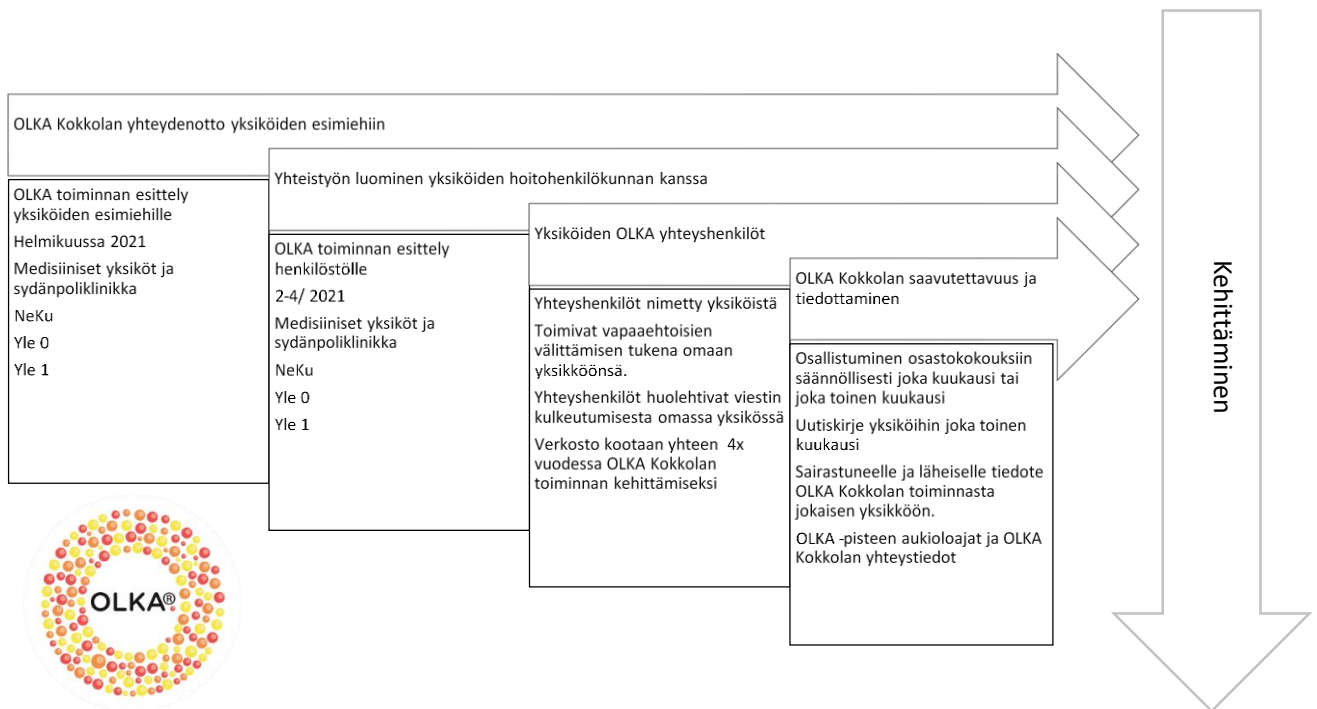 OLKA Kokkolan yhteydenotto yksiköiden esimiehiin
OLKA toiminnan esittely
yksiköiden esimiehille
Helmikuussa 2021
Medisiiniset yksiköt ja
sydänpoliklinikka
NeKu
Yle 0
Yle 1
Yhteistyön luominen yksiköiden hoitohenkilökunnan kanssa
OLKA toiminnan esittely
henkilöstölle
2-4/ 2021
Medisiiniset yksiköt ja
sydänpoliklinikka
NeKu
Yle 0
Yle 1
Yksiköiden OLKA yhteyshenkilöt
Yhteyshenkilöt nimetty yksiköistä
Toimivat vapaaehtoisien
välittämisen tukena omaan
yksikköönsä.
Yhteyshenkilöt huolehtivat viestin
kulkeutumisesta omassa yksikössä
Verkosto kootaan yhteen 4x
vuodessa OLKA Kokkolan
toiminnan kehittämiseksi
OLKA Kokkolan saavutettavuus ja
tiedottaminen
Osallistuminen osastokokouksiin
säännöllisesti joka kuukausi tai
joka toinen kuukausi
Uutiskirje yksiköihin joka toinen
kuukausi
Sairastuneelle ja läheiselle tiedote
OLKA Kokkolan toiminnasta
jokaisen yksikköön.
OLKA -pisteen aukioloajat ja OLKA
Kokkolan yhteystiedot
Kehittäminen
OLKA®